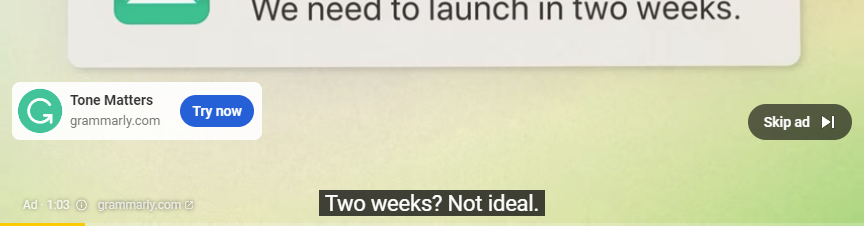 We need to launch in two weeks.
Tone Matters
grammarly.com
Try now
Skip ad
Two weeks? Not ideal.
Ad · 1:03 grammarly.com